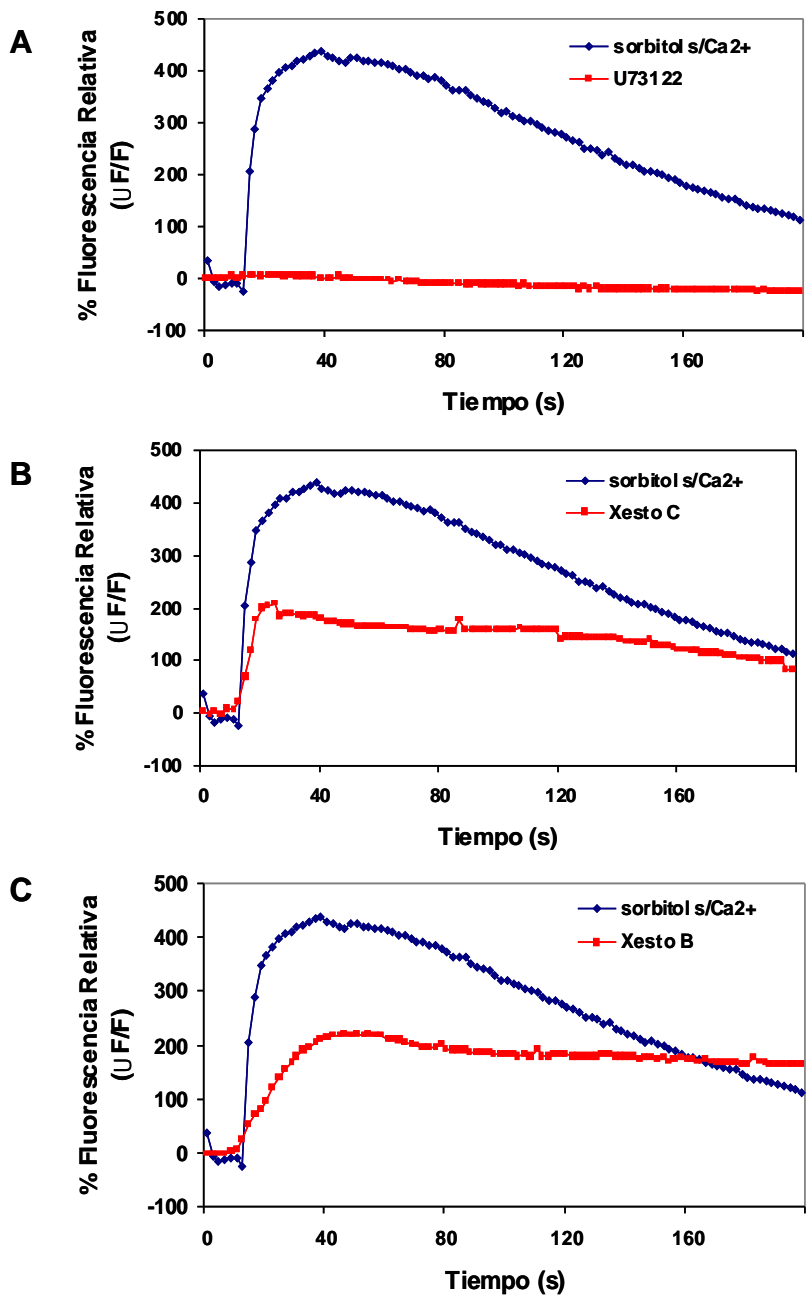 A
500
400
300
200
100
0
-100
% Fluorescencia Relativa
(U F/F)
sorbitol s/Ca2+
U73122
0 40 80 120 160
Tiempo (s)
B
500
400
300
200
100
0
-100
% Fluorescencia Relativa
(U F/F)
sorbitol s/Ca2+
Xesto C
0 40 80 120 160
Tiempo (s)
C
500
400
300
200
100
0
-100
% Fluorescencia Relativa
(U F/F)
sorbitol s/Ca2+
Xesto B
0 40 80 120 160
Tiempo (s)